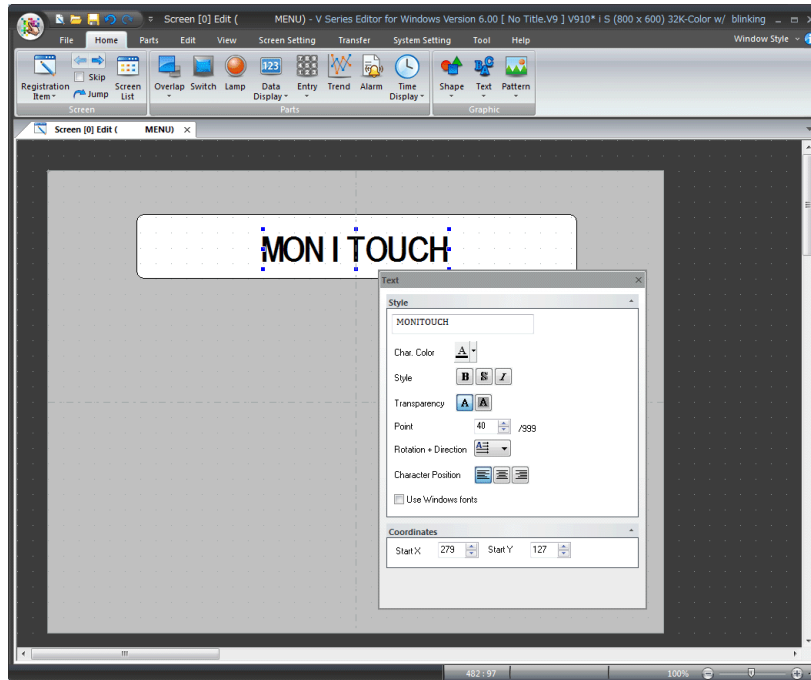 Screen [0] Edit ( MENU) - V Series Editor for Windows Version 6.00 [ No Title.V9 ] V910* i S (800 x 600) 32K-Color w/ blinking
File Home Parts Edit View Screen Setting Transfer System Setting Tool Help Window Style
Registration Item
Skip
Jump
Screen List
Overlap
Switch
Lamp
123
Data Display
Entry
Trend
Alarm
Time Display
Shape
Text
Pattern
Screen
Parts
Graphic
Screen [0] Edit ( MENU)
MONITOUCH
Text
Style
MONITOUCH
Char. Color A
Style B S I
Transparency A A
Point 40 /999
Rotation + Direction A
Character Position
Use Windows fonts
Coordinates
Start X 279 Start Y 127
482 : 97 100%